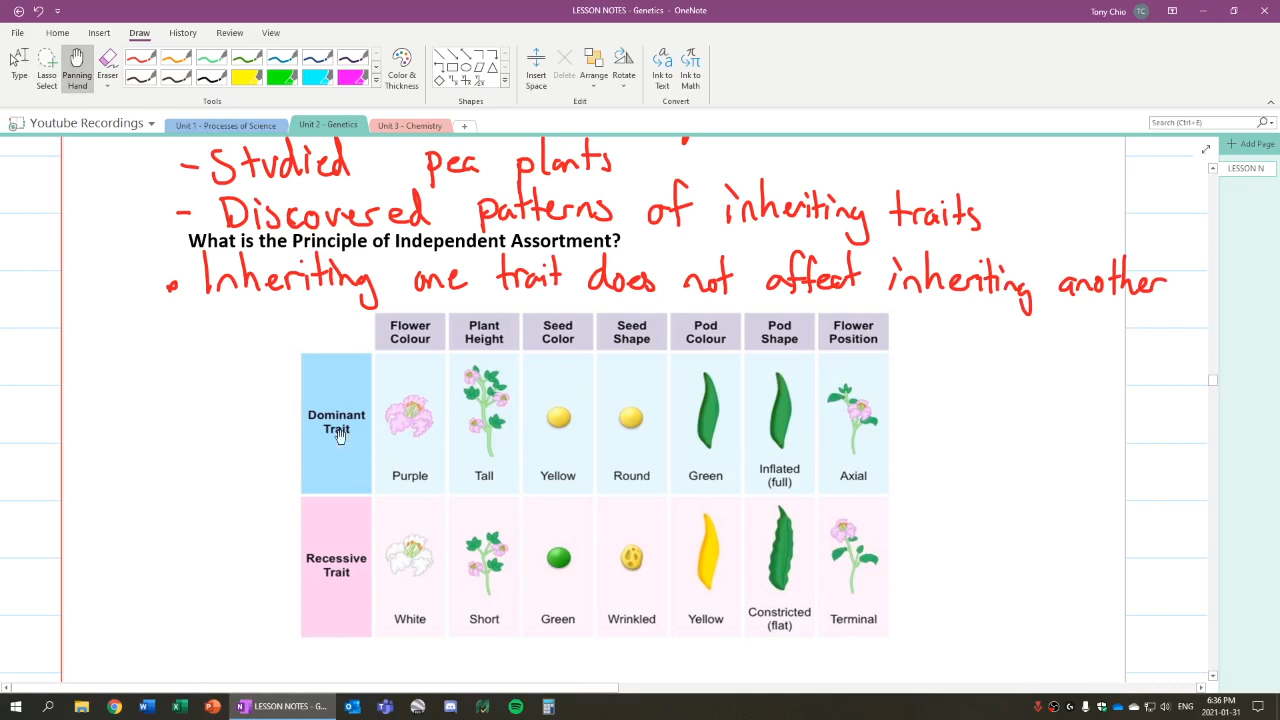 LESSON NOTES - Genetics - OneNote
Tony Chio TC
File Home Insert Draw History Review View
Type
Lasso Select
Panning Hand
Eraser
Color & Thickness
Insert Space
Delete
Arrange
Rotate
Ink to Text
Ink to Math
Tools
Shapes
Edit
Convert
Youtube Recordings
Unit 1 - Processes of Science
Unit 2 - Genetics
Unit 3 - Chemistry
Search (Ctrl+E)
Add Page
LESSON N
- Studied pea plants
- Discovered patterns of inheriting traits
What is the Principle of Independent Assortment?
• Inheriting one trait does not affect inheriting another
Flower Colour
Plant Height
Seed Color
Seed Shape
Pod Colour
Pod Shape
Flower Position
Dominant Trait
Purple
Tall
Yellow
Round
Green
Inflated (full)
Axial
Recessive Trait
White
Short
Green
Wrinkled
Yellow
Constricted (flat)
Terminal
LESSON NOTES - G...
ENG
6:36 PM
2021-01-31